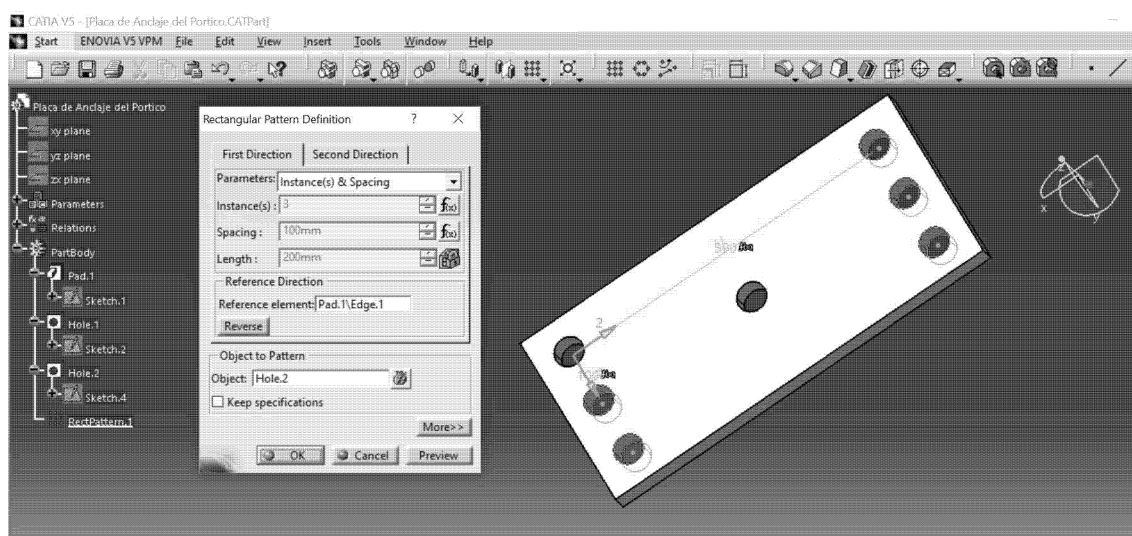 CATIA V5 - [Placa de Anclaje del Portico.CATPart]
Start ENOVIA V5 VPM File Edit View Insert Tools Window Help
Placa de Anclaje del Portico
xy plane
yz plane
zx plane
Parameters
Relations
PartBody
Pad.1
Sketch.1
Hole.1
Sketch.2
Hole.2
Sketch.4
RectPattern.1
Rectangular Pattern Definition ? ×
First Direction Second Direction
Parameters: Instance(s) & Spacing
Instance(s) : 3 f(x)
Spacing : 100mm f(x)
Length : 200mm
Reference Direction
Reference element: Pad.1\Edge.1
Reverse
Object to Pattern
Object: Hole.2
Keep specifications
More>>
OK Cancel Preview
2
z
x
y